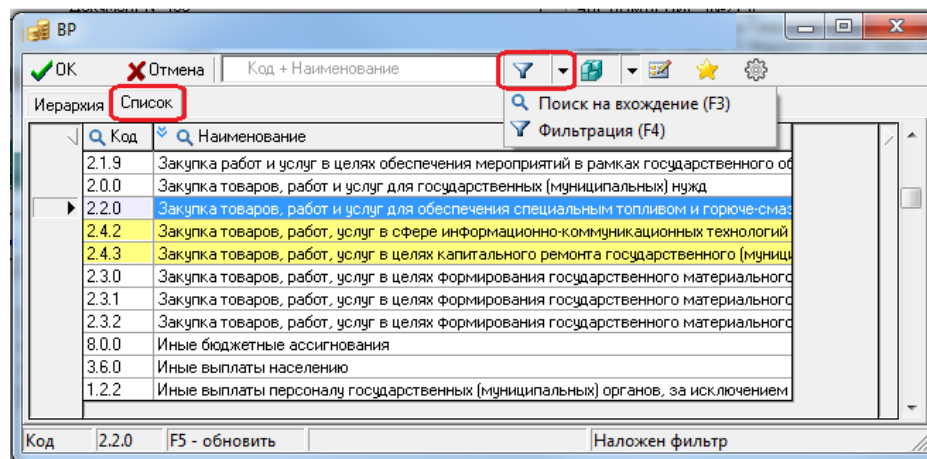 ВР
ОК Отмена Код + Наименование
Иерархия Список
Поиск на вхождение (F3)
Фильтрация (F4)
Код Наименование
2.1.9 Закупка работ и услуг в целях обеспечения мероприятий в рамках государственного об
2.0.0 Закупка товаров, работ и услуг для государственных (муниципальных) нужд
2.2.0 Закупка товаров, работ и услуг для обеспечения специальным топливом и горюче-смаз
2.4.2 Закупка товаров, работ, услуг в сфере информационно-коммуникационных технологий
2.4.3 Закупка товаров, работ, услуг в целях капитального ремонта государственного (муници
2.3.0 Закупка товаров, работ, услуг в целях формирования государственного материального
2.3.1 Закупка товаров, работ, услуг в целях формирования государственного материального
2.3.2 Закупка товаров, работ, услуг в целях формирования государственного материального
8.0.0 Иные бюджетные ассигнования
3.6.0 Иные выплаты населению
1.2.2 Иные выплаты персоналу государственных (муниципальных) органов, за исключением
Код 2.2.0 F5 - обновить Наложен фильтр